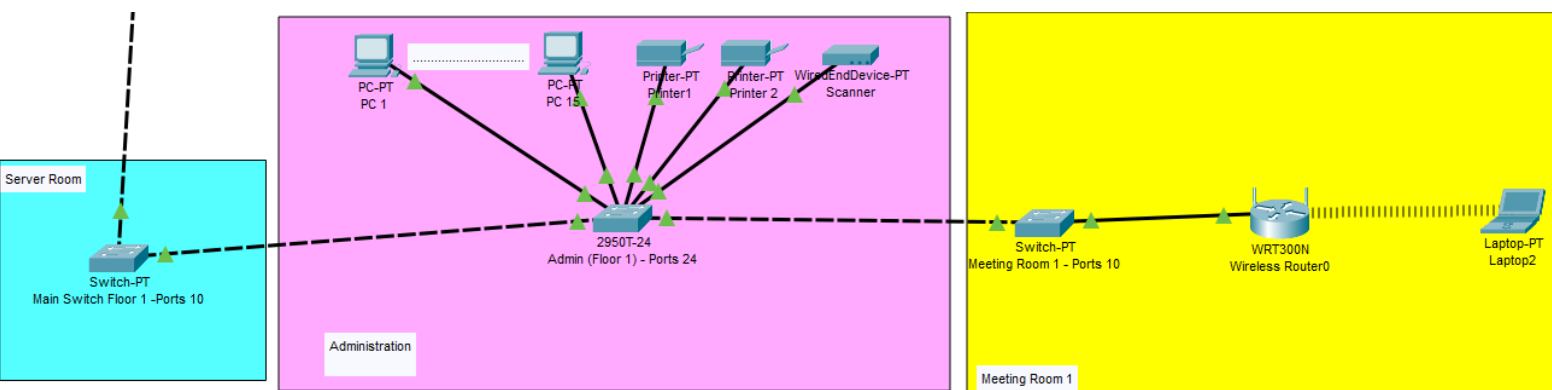 Server Room
Switch-PT
Main Switch Floor 1 -Ports 10
PC-PT
PC 1
..............................
PC-PT
PC 15
Printer-PT
Printer1
Printer-PT
Printer 2
WiredEndDevice-PT
Scanner
2950T-24
Admin (Floor 1) - Ports 24
Administration
Switch-PT
Meeting Room 1 - Ports 10
WRT300N
Wireless Router0
Laptop-PT
Laptop2
Meeting Room 1